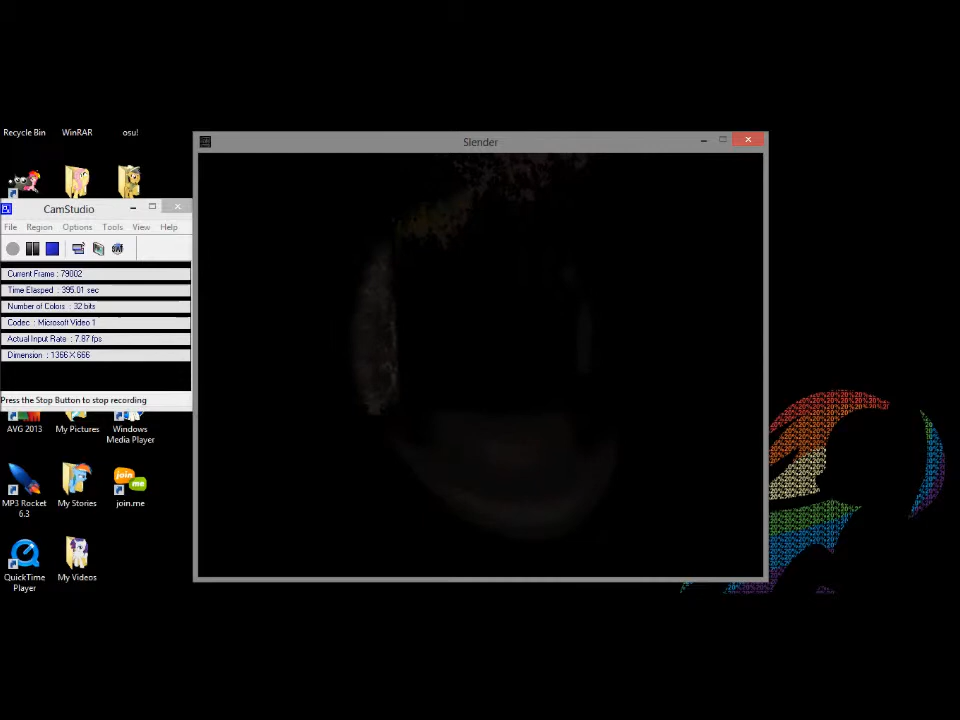 Recycle Bin
WinRAR
osu!
Slender
CamStudio
File Region Options Tools View Help
Current Frame : 79002
Time Elasped : 395.01 sec
Number of Colors : 32 bits
Codec : Microsoft Video 1
Actual Input Rate : 7.87 fps
Dimension : 1366 X 666
Press the Stop Button to stop recording
AVG 2013
My Pictures
Windows
Media Player
MP3 Rocket
6.3
My Stories
join.me
QuickTime
Player
My Videos